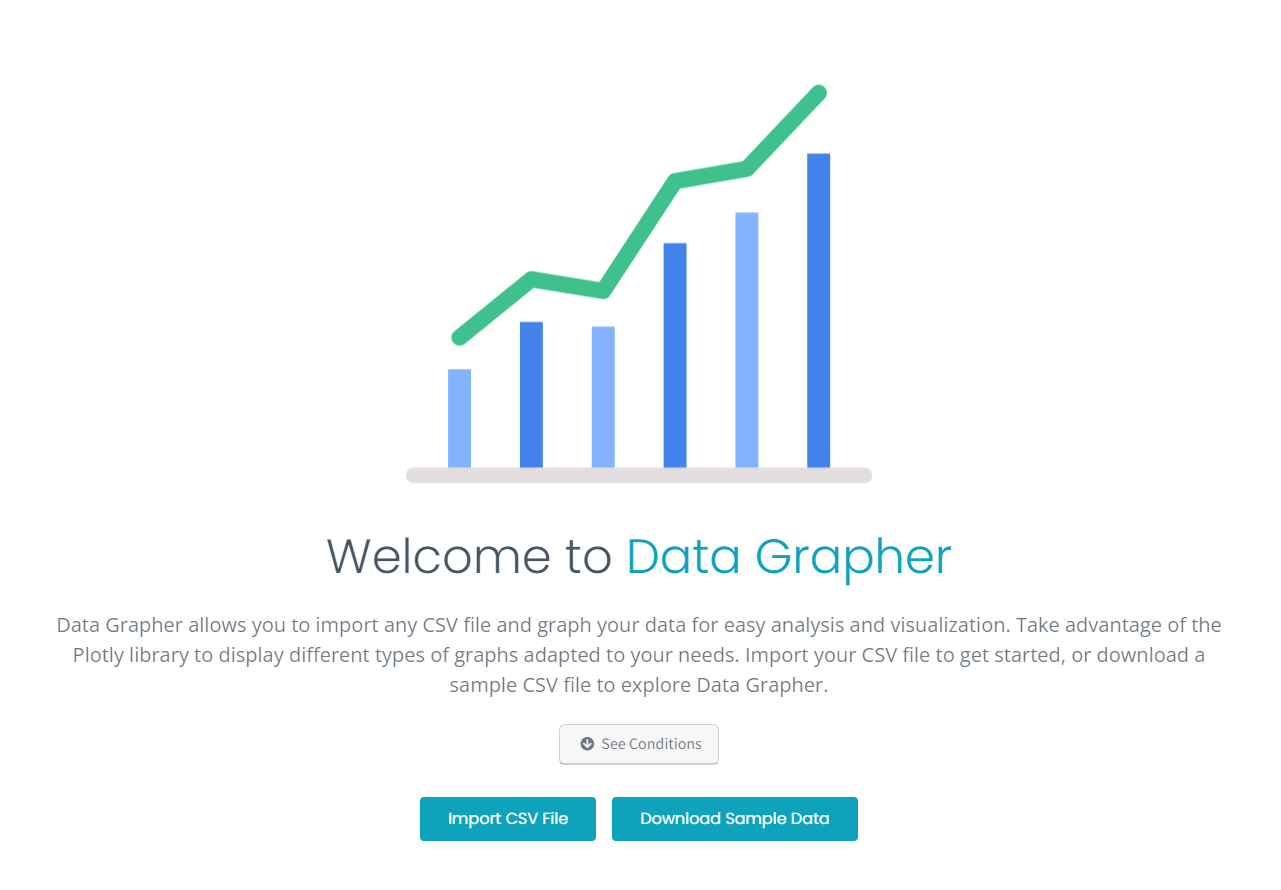 Welcome to Data Grapher
Data Grapher allows you to import any CSV file and graph your data for easy analysis and visualization. Take advantage of the
Plotly library to display different types of graphs adapted to your needs. Import your CSV file to get started, or download a
sample CSV file to explore Data Grapher.
See Conditions
Import CSV File
Download Sample Data